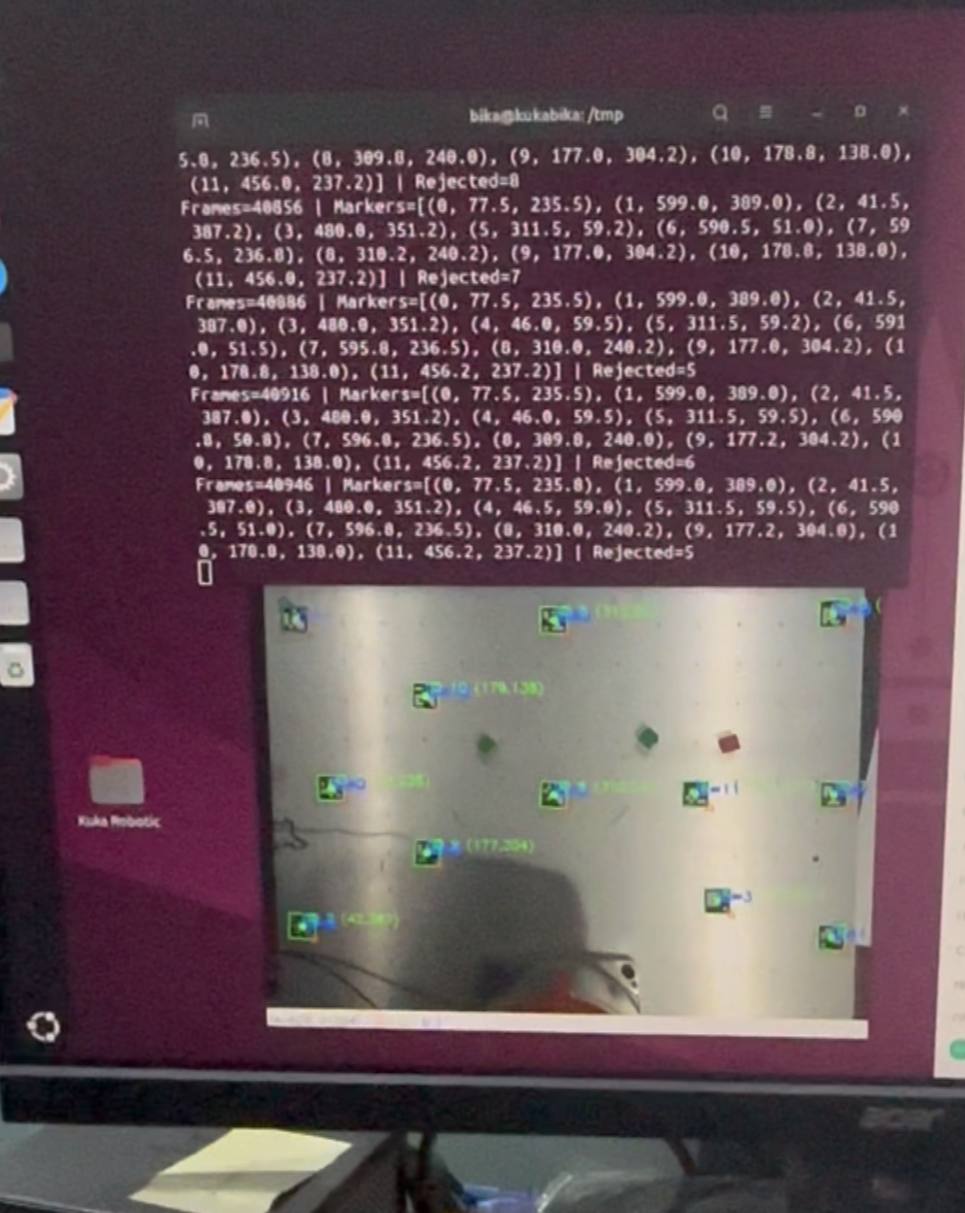 bika@kukabika: /tmp
5.0, 236.5), (8, 309.8, 240.0), (9, 177.0, 304.2), (10, 178.8, 138.0),
(11, 456.0, 237.2)] | Rejected=8
Frames=40856 | Markers=[(0, 77.5, 235.5), (1, 599.0, 389.0), (2, 41.5,
387.2), (3, 480.0, 351.2), (5, 311.5, 59.2), (6, 590.5, 51.0), (7, 59
6.5, 236.8), (8, 310.2, 240.2), (9, 177.0, 304.2), (10, 178.8, 138.0),
(11, 456.0, 237.2)] | Rejected=7
Frames=40886 | Markers=[(0, 77.5, 235.5), (1, 599.0, 389.0), (2, 41.5,
387.0), (3, 480.0, 351.2), (4, 46.0, 59.5), (5, 311.5, 59.2), (6, 591
.0, 51.5), (7, 595.8, 236.5), (8, 310.0, 240.2), (9, 177.0, 304.2), (1
0, 178.8, 138.0), (11, 456.2, 237.2)] | Rejected=5
Frames=40916 | Markers=[(0, 77.5, 235.5), (1, 599.0, 389.0), (2, 41.5,
387.0), (3, 480.0, 351.2), (4, 46.0, 59.5), (5, 311.5, 59.5), (6, 590
.8, 50.8), (7, 596.0, 236.5), (8, 309.8, 240.0), (9, 177.2, 304.2), (1
0, 178.8, 138.0), (11, 456.2, 237.2)] | Rejected=6
Frames=40946 | Markers=[(0, 77.5, 235.8), (1, 599.0, 389.0), (2, 41.5,
387.0), (3, 480.0, 351.2), (4, 46.5, 59.0), (5, 311.5, 59.5), (6, 590
.5, 51.0), (7, 596.0, 236.5), (8, 310.0, 240.2), (9, 177.2, 304.0), (1
0, 178.8, 138.0), (11, 456.2, 237.2)] | Rejected=5
(179,138)
=11
(177,304)
=3
Kuka Robotic
acer